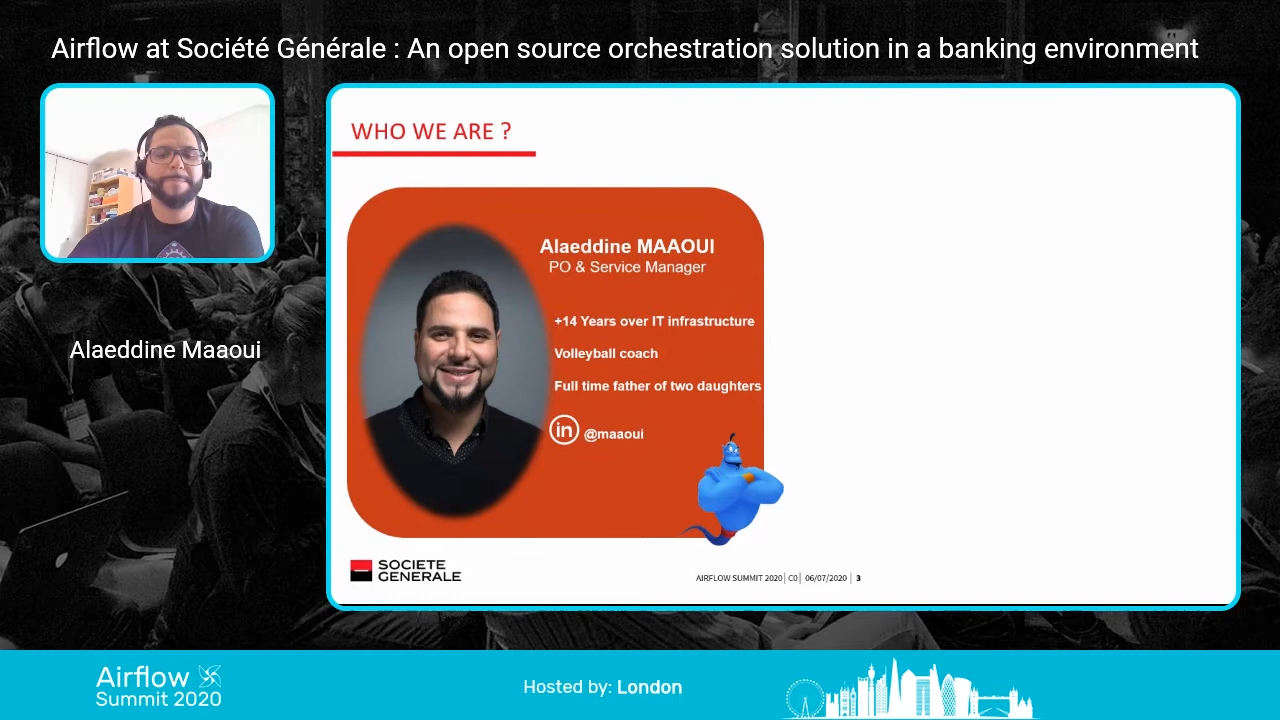 Airflow at Société Générale : An open source orchestration solution in a banking environment
Alaeddine Maaoui
WHO WE ARE ?
Alaeddine MAAOUI
PO & Service Manager
+14 Years over IT infrastructure
Volleyball coach
Full time father of two daughters
in @maaoui
SOCIETE
GENERALE
AIRFLOW SUMMIT 2020 | C0 | 06/07/2020 | 3
Airflow
Summit 2020
Hosted by: London